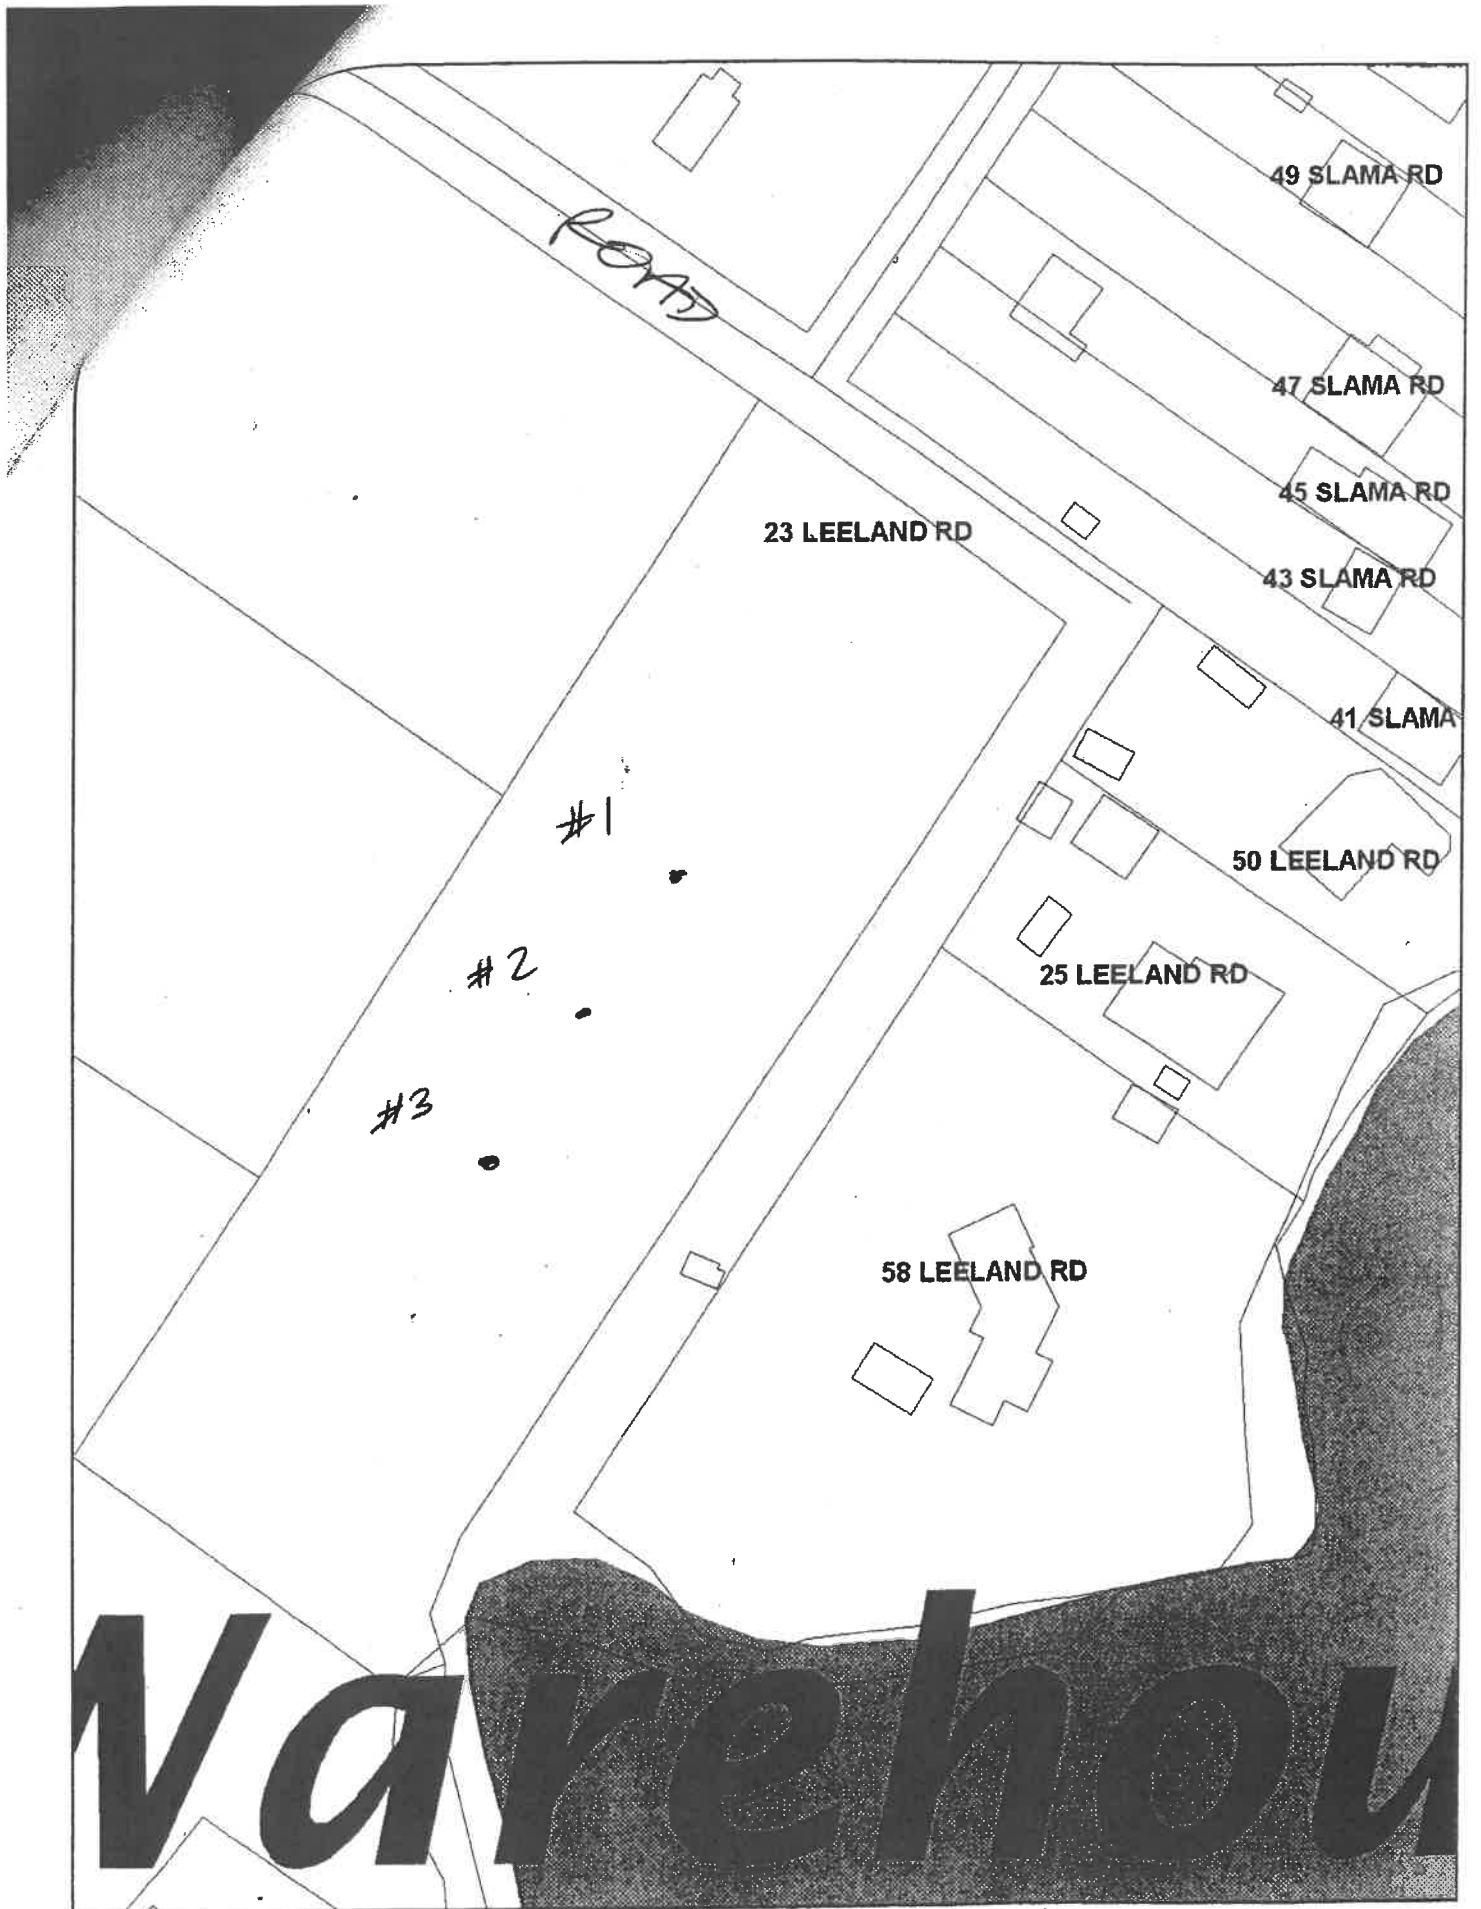 49 SLAMA RD
ROAD
47 SLAMA RD
45 SLAMA RD
23 LEELAND RD
43 SLAMA RD
41 SLAMA
#1
50 LEELAND RD
#2
25 LEELAND RD
#3
58 LEELAND RD
Warehou